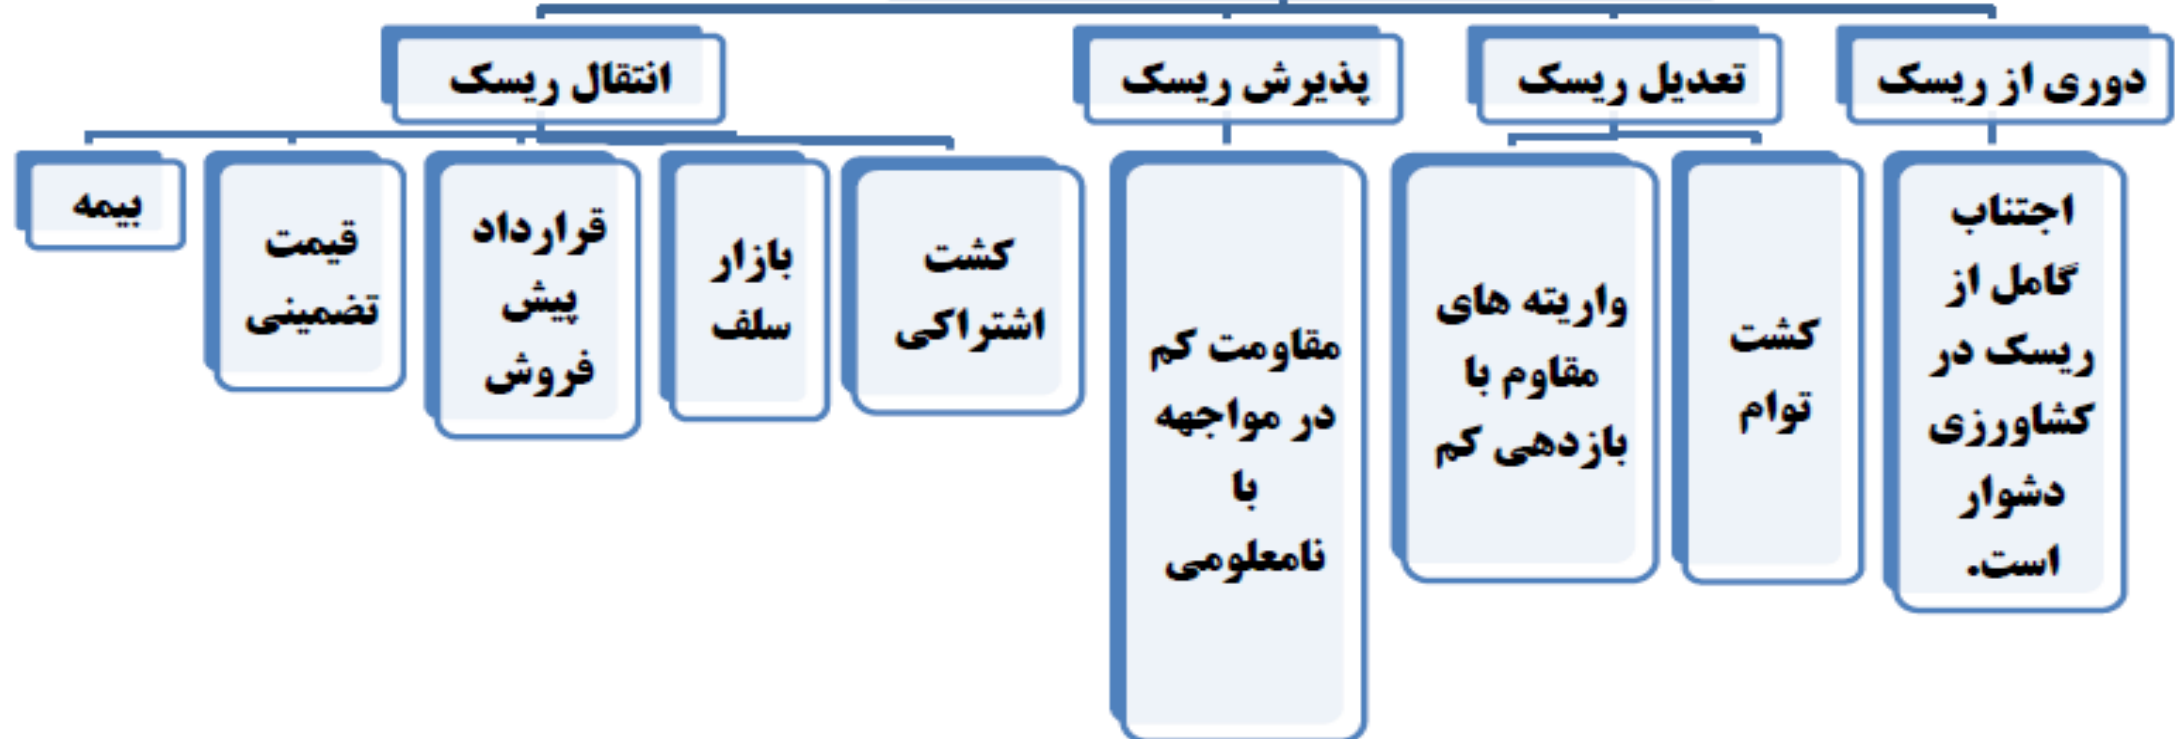 دوری از ریسک
تعدیل ریسک
پذیرش ریسک
انتقال ریسک
اجتناب
گامل از
ریسک در
کشاورزی
دشوار
است.
کشت
توام
واریته های
مقاوم با
بازدهی کم
مقاومت کم
در مواجهه
با
نامعلومی
کشت
اشتراکی
بازار
سلف
قرارداد
پیش
فروش
قیمت
تضمینی
بیمه